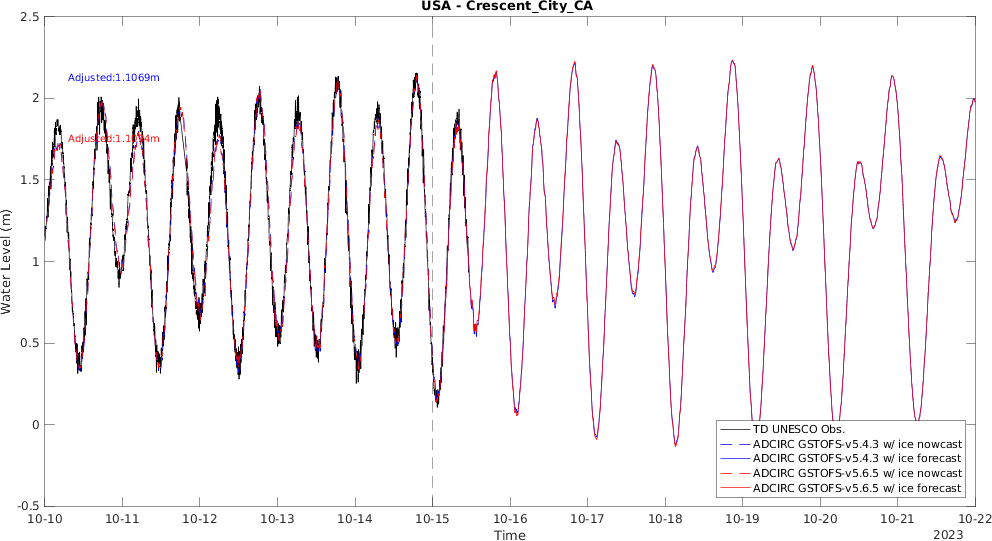 USA - Crescent_City_CA
2.5
2
1.5
1
0.5
0
-0.5
Water Level (m)
Adjusted:1.1069m
TD UNESCO Obs.
ADCIRC GSTOFS-v5.4.3 w/ ice nowcast
ADCIRC GSTOFS-v5.4.3 w/ ice forecast
ADCIRC GSTOFS-v5.6.5 w/ ice nowcast
ADCIRC GSTOFS-v5.6.5 w/ ice forecast
10-10 10-11 10-12 10-13 10-14 10-15 10-16 10-17 10-18 10-19 10-20 10-21 10-22
Time
2023